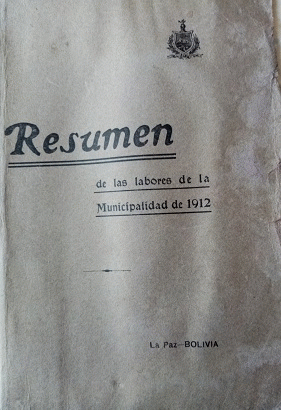 Resumen
de las labores de la
Municipalidad de 1912
La Paz—BOLIVIA